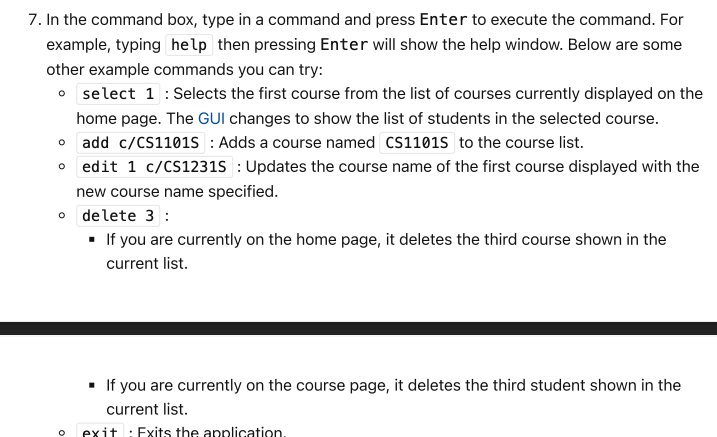 7. In the command box, type in a command and press Enter to execute the command. For
example, typing help then pressing Enter will show the help window. Below are some
other example commands you can try:
select 1 : Selects the first course from the list of courses currently displayed on the
home page. The GUI changes to show the list of students in the selected course.
add c/CS1101S : Adds a course named CS1101S to the course list.
edit 1 c/CS1231S : Updates the course name of the first course displayed with the
new course name specified.
delete 3 :
If you are currently on the home page, it deletes the third course shown in the
current list.
If you are currently on the course page, it deletes the third student shown in the
current list.
exit : Exits the application.